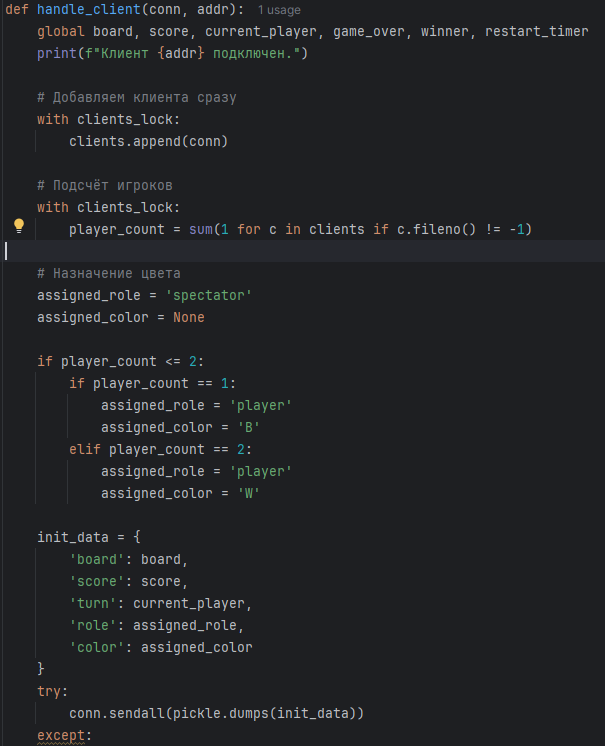 def handle_client(conn, addr): 1 usage
    global board, score, current_player, game_over, winner, restart_timer
    print(f"Клиент {addr} подключен.")

    # Добавляем клиента сразу
    with clients_lock:
        clients.append(conn)

    # Подсчёт игроков
    with clients_lock:
        player_count = sum(1 for c in clients if c.fileno() != -1)

    # Назначение цвета
    assigned_role = 'spectator'
    assigned_color = None

    if player_count <= 2:
        if player_count == 1:
            assigned_role = 'player'
            assigned_color = 'B'
        elif player_count == 2:
            assigned_role = 'player'
            assigned_color = 'W'

    init_data = {
        'board': board,
        'score': score,
        'turn': current_player,
        'role': assigned_role,
        'color': assigned_color
    }
    try:
        conn.sendall(pickle.dumps(init_data))
    except: